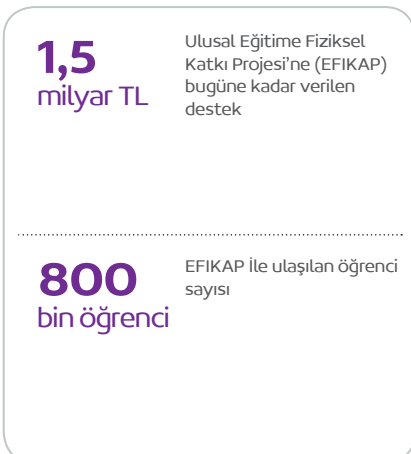 1,5
milyar TL
Ulusal Eğitime Fiziksel
Katkı Projesi’ne (EFIKAP)
bugüne kadar verilen
destek
800
bin öğrenci
EFIKAP İle ulaşılan öğrenci
sayısı